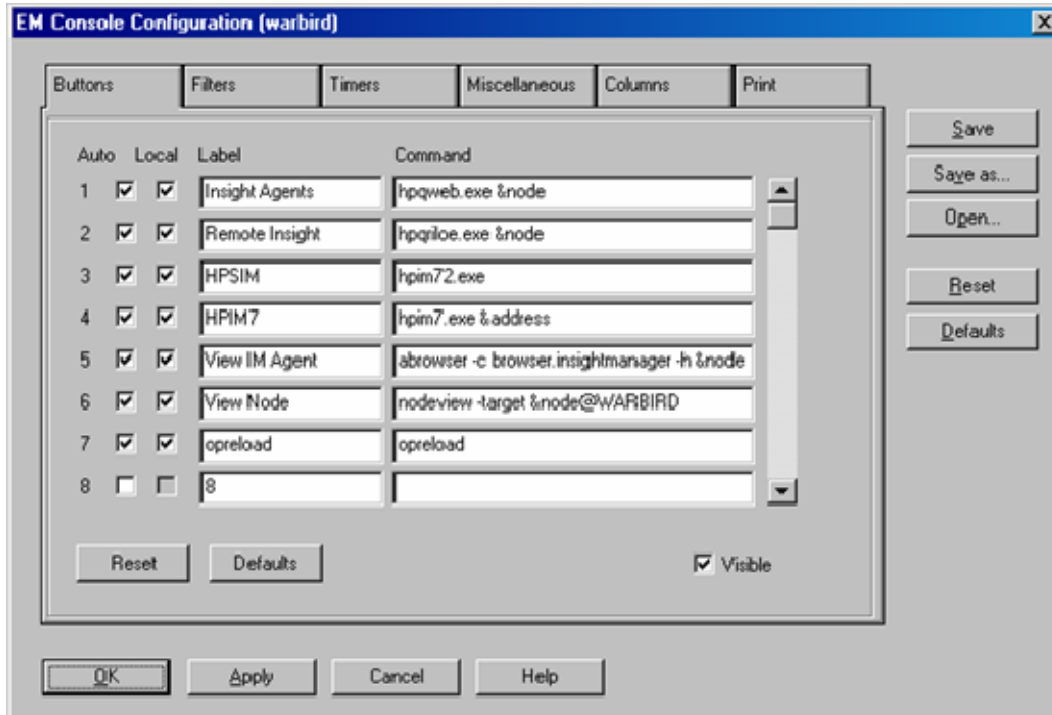 EM Console Configuration (warbird)
Buttons Filters Timers Miscellaneous Columns Print
Save
Save as...
Open...
Reset
Defaults
Auto Local Label Command
1 Insight Agents hpqweb.exe &node
2 Remote Insight hpqriloe.exe &node
3 HPSIM hpim72.exe
4 HPIM7 hpim7.exe &address
5 View IM Agent abrowser -c browser.insightmanager -h &node
6 View Node nodeview -target &node@WARBIRD
7 opreload opreload
8 8
Reset Defaults Visible
OK Apply Cancel Help